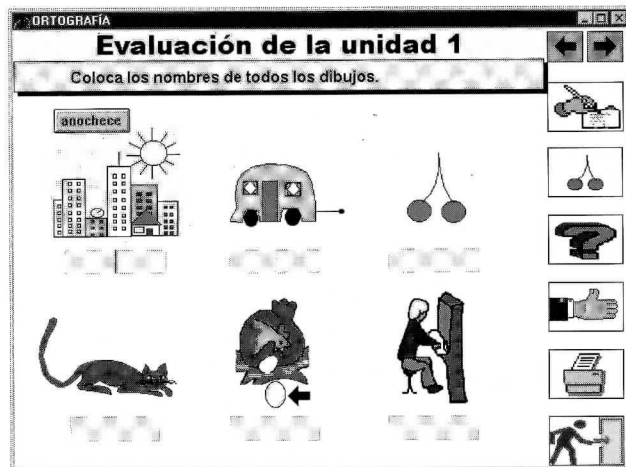 ORTOGRAFÍA
Evaluación de la unidad 1
Coloca los nombres de todos los dibujos.
anochece